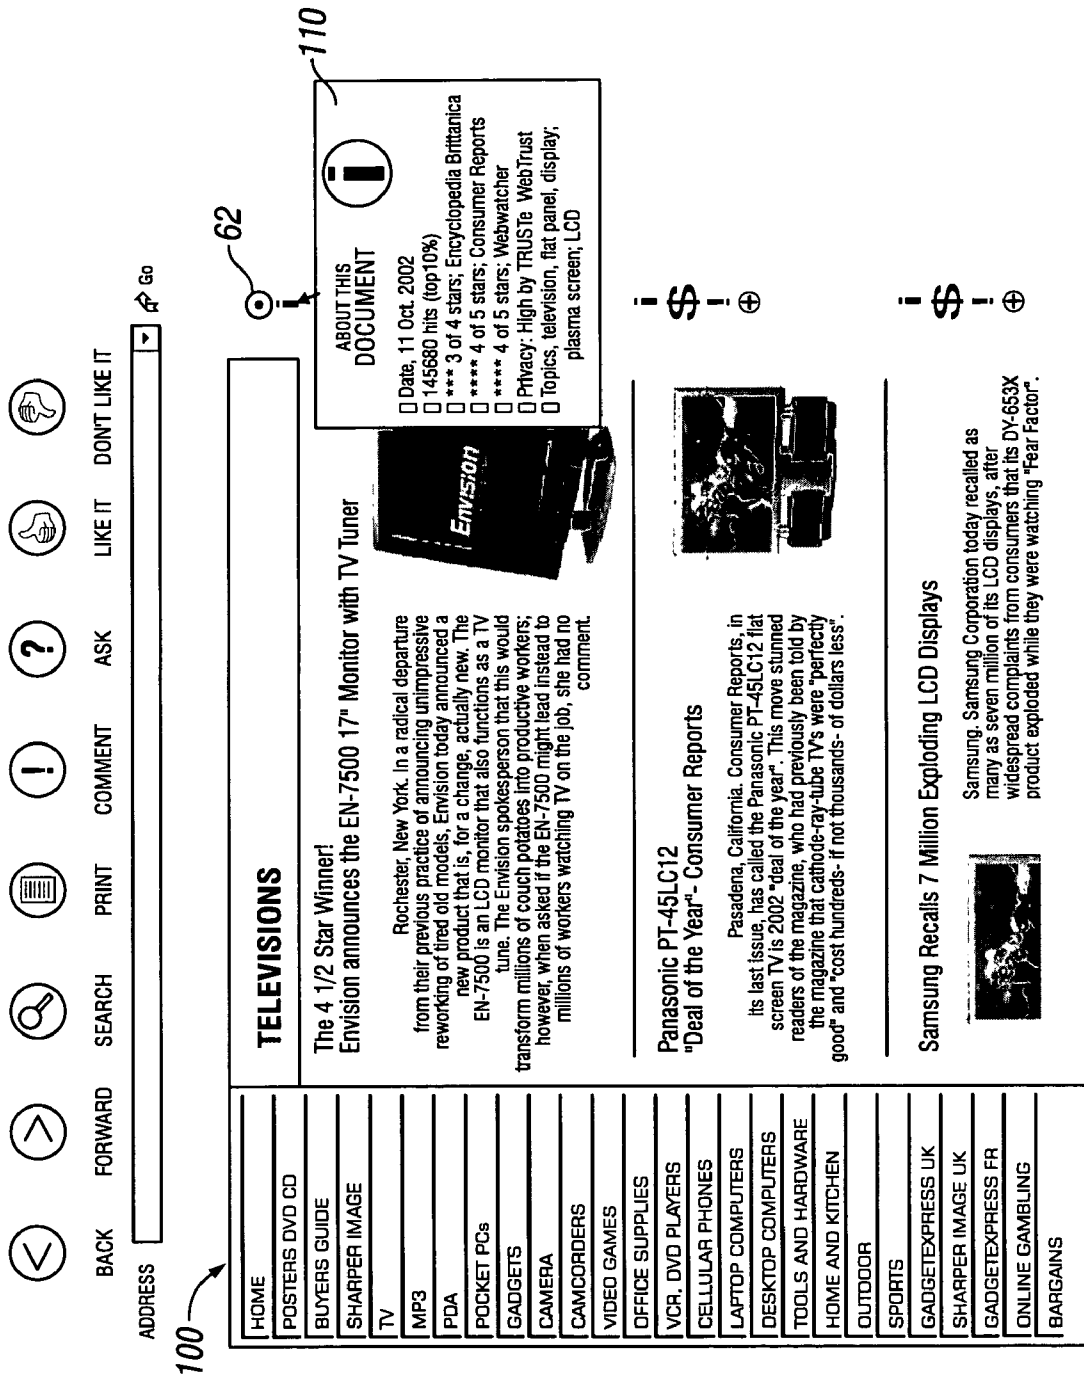 BACK
FORWARD
SEARCH
PRINT
COMMENT
ASK
LIKE IT
DON'T LIKE IT
ADDRESS
Go
100
HOME
POSTERS DVD CD
BUYERS GUIDE
SHARPER IMAGE
TV
MP3
PDA
POCKET PCs
GADGETS
CAMERA
CAMCORDERS
VIDEO GAMES
OFFICE SUPPLIES
VCR, DVD PLAYERS
CELLULAR PHONES
LAPTOP COMPUTERS
DESKTOP COMPUTERS
TOOLS AND HARDWARE
HOME AND KITCHEN
OUTDOOR
SPORTS
GADGETEXPRESS UK
SHARPER IMAGE UK
GADGETEXPRESS FR
ONLINE GAMBLING
BARGAINS
TELEVISIONS
62
The 4 1/2 Star Winner!
Envision announces the EN-7500 17" Monitor with TV Tuner
Rochester, New York. In a radical departure
from their previous practice of announcing unimpressive
reworking of tired old models, Envision today announced a
new product that is, for a change, actually new. The
EN-7500 is an LCD monitor that also functions as a TV
tune. The Envision spokesperson that this would
transform millions of couch potatoes into productive workers;
however, when asked if the EN-7500 might lead instead to
millions of workers watching TV on the job, she had no
comment.
Envision
i
110
ABOUT THIS
DOCUMENT
i
Date, 11 Oct. 2002
145680 hits (top10%)
*** 3 of 4 stars; Encyclopedia Brittanica
**** 4 of 5 stars; Consumer Reports
**** 4 of 5 stars; Webwatcher
Privacy: High by TRUSTe WebTrust
Topics, television, flat panel, display;
plasma screen; LCD
Panasonic PT-45LC12
"Deal of the Year"- Consumer Reports
Pasadena, California. Consumer Reports, in
its last issue, has called the Panasonic PT-45LC12 flat
screen TV is 2002 "deal of the year". This move stunned
readers of the magazine, who had previously been told by
the magazine that cathode-ray-tube TV's were "perfectly
good" and "cost hundreds- if not thousands- of dollars less".
i $ ! ⊕
Samsung Recalls 7 Million Exploding LCD Displays
Samsung. Samsung Corporation today recalled as
many as seven million of its LCD displays, after
widespread complaints from consumers that its DY-653X
product exploded while they were watching "Fear Factor".
i $ ! ⊕